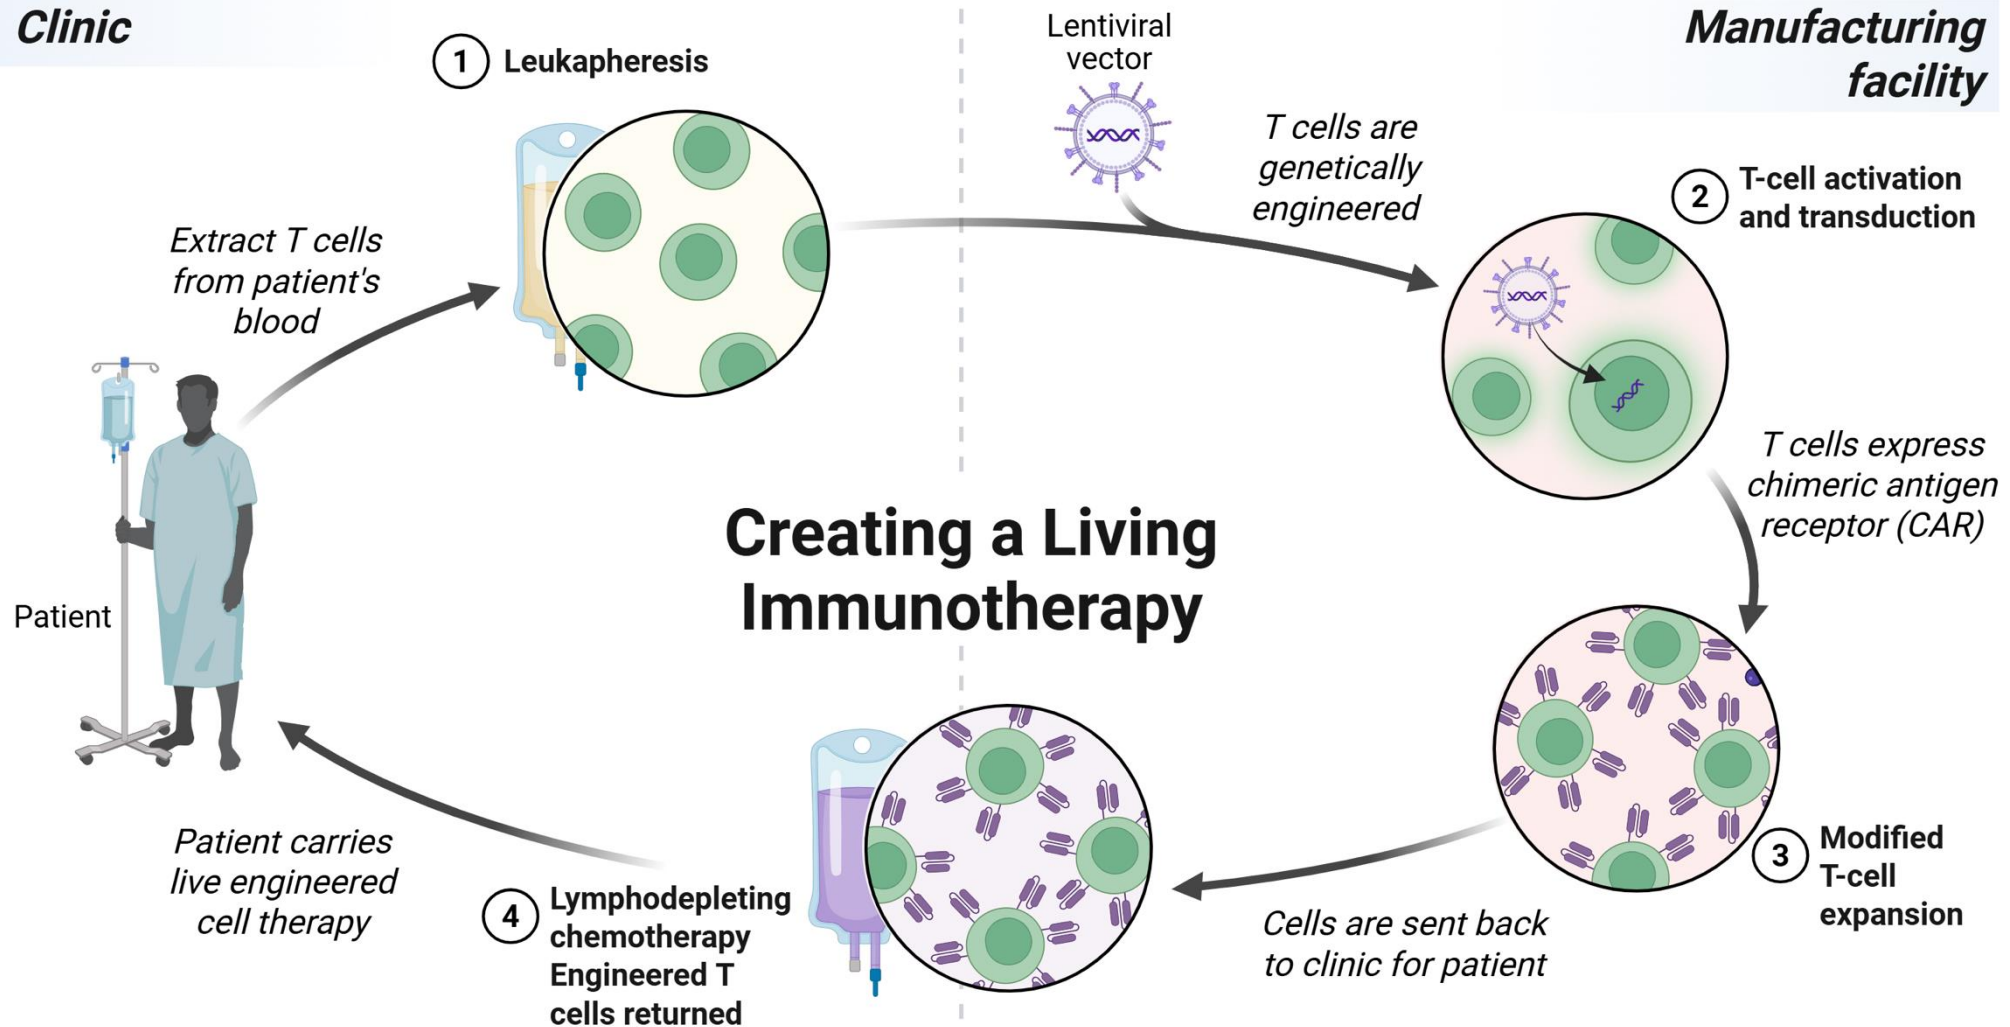 Clinic
Manufacturing
facility
1 Leukapheresis
Lentiviral
vector
T cells are
genetically
engineered
2 T-cell activation
and transduction
Extract T cells
from patient's
blood
T cells express
chimeric antigen
receptor (CAR)
Creating a Living
Immunotherapy
Patient
3 Modified
T-cell
expansion
Cells are sent back
to clinic for patient
4 Lymphodepleting
chemotherapy
Engineered T
cells returned
Patient carries
live engineered
cell therapy